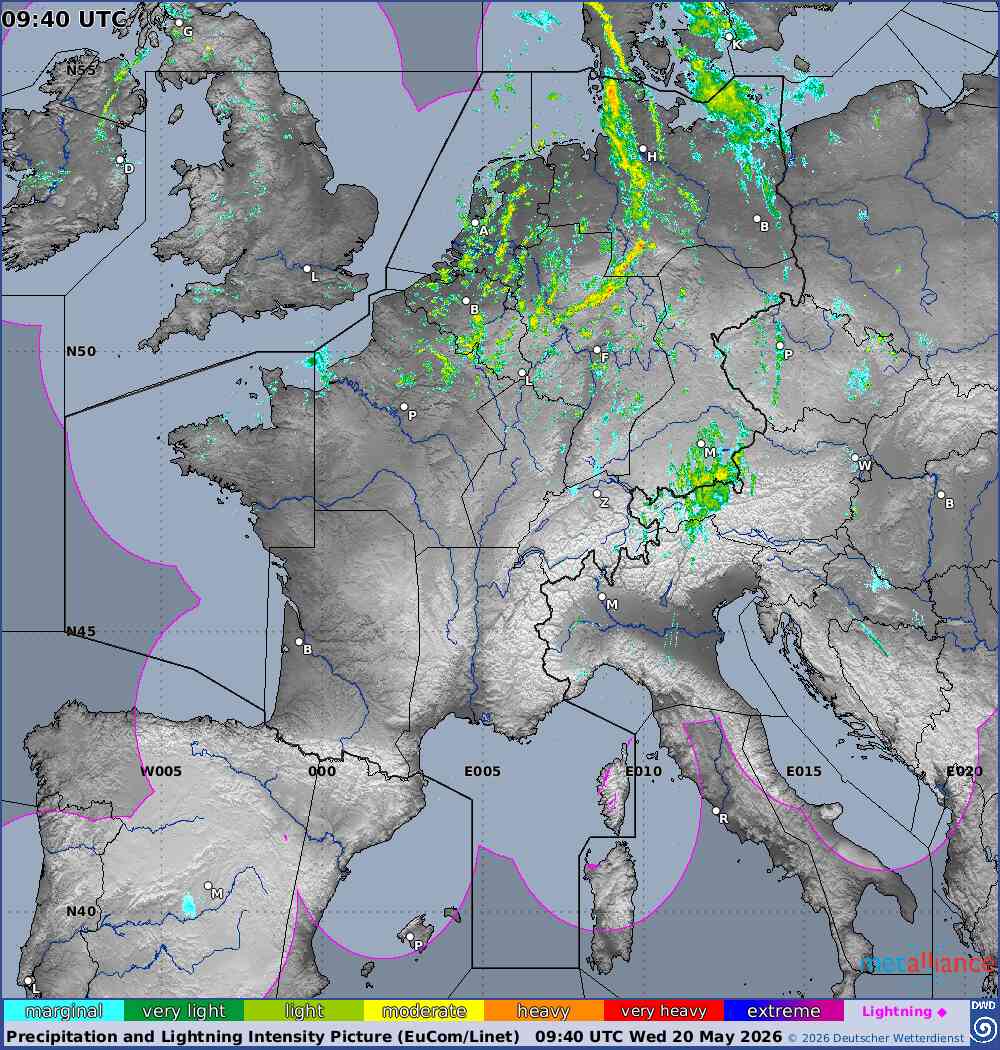 09:40 UTC
G
K
N55
H
D
A
B
L
B
N50
F
P
L
P
M
W
Z
B
M
N45
B
W005
000
E005
E010
E015
E020
R
M
N40
P
L
metalliance
marginal very light light moderate heavy very heavy extreme Lightning ◆
DWD
Precipitation and Lightning Intensity Picture (EuCom/Linet) 09:40 UTC Wed 20 May 2026 © 2026 Deutscher Wetterdienst